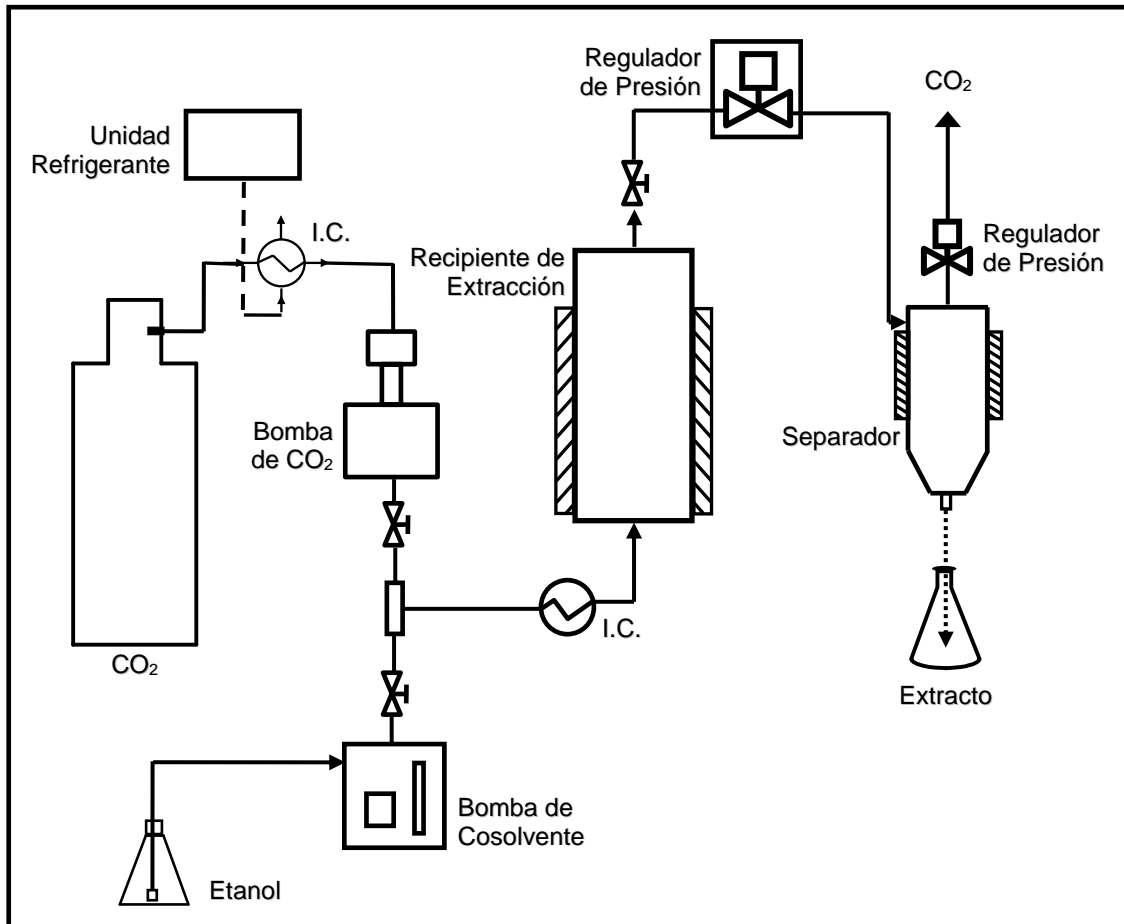 Regulador
de Presión
CO₂
Unidad
Refrigerante
I.C.
Recipiente de
Extracción
Regulador
de Presión
Bomba
de CO₂
Separador
I.C.
CO₂
Extracto
Bomba de
Cosolvente
Etanol